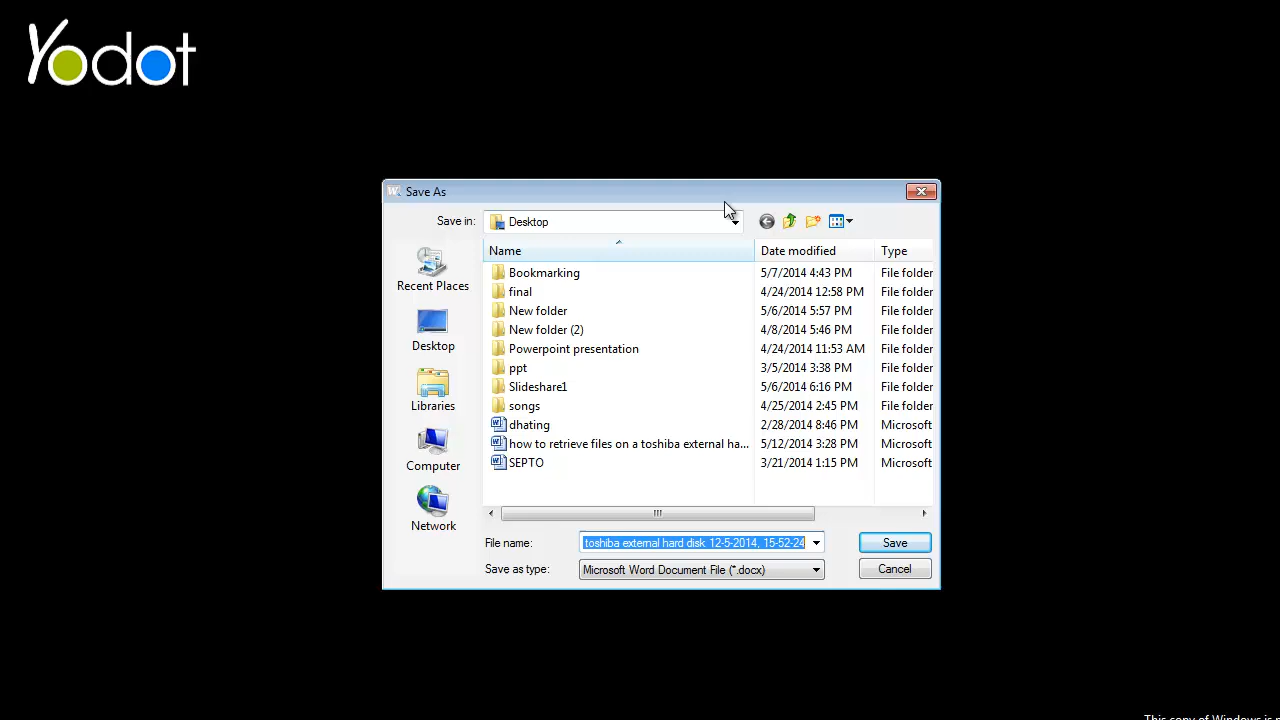 Yodot
Save As
Save in: Desktop
Name Date modified Type
Recent Places
Desktop
Libraries
Computer
Network
Bookmarking 5/7/2014 4:43 PM File folder
final 4/24/2014 12:58 PM File folder
New folder 5/6/2014 5:57 PM File folder
New folder (2) 4/8/2014 5:46 PM File folder
Powerpoint presentation 4/24/2014 11:53 AM File folder
ppt 3/5/2014 3:38 PM File folder
Slideshare1 5/6/2014 6:16 PM File folder
songs 4/25/2014 2:45 PM File folder
dhating 2/28/2014 8:46 PM Microsoft
how to retrieve files on a toshiba external ha... 5/12/2014 3:28 PM Microsoft
SEPTO 3/21/2014 1:15 PM Microsoft
File name: toshiba external hard disk 12-5-2014, 15-52-24 Save
Save as type: Microsoft Word Document File (*.docx) Cancel
This copy of Windows is